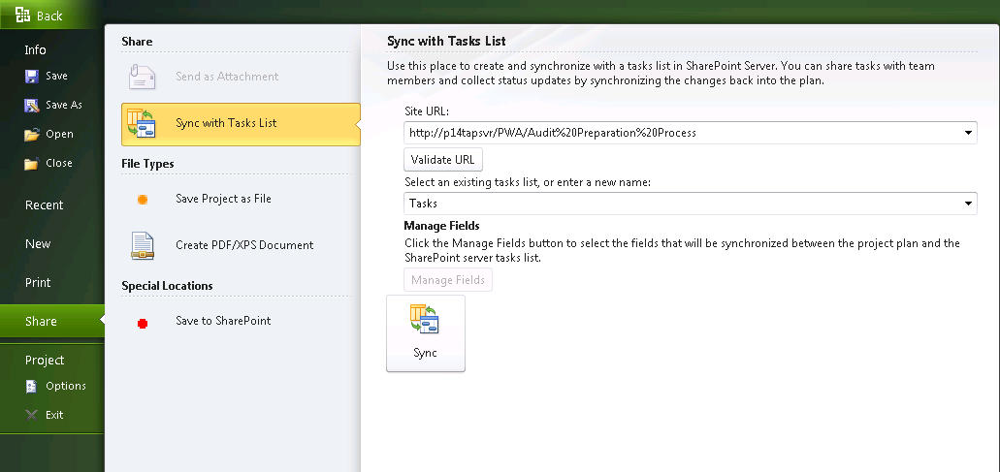 Back
Info
Save
Save As
Open
Close
Recent
New
Print
Share
Project
Options
Exit
Share
Send as Attachment
Sync with Tasks List
File Types
Save Project as File
Create PDF/XPS Document
Special Locations
Save to SharePoint
Sync with Tasks List
Use this place to create and synchronize with a tasks list in SharePoint Server. You can share tasks with team
members and collect status updates by synchronizing the changes back into the plan.
Site URL:
http://p14tapsvr/PWA/Audit%20Preparation%20Process
Validate URL
Select an existing tasks list, or enter a new name:
Tasks
Manage Fields
Click the Manage Fields button to select the fields that will be synchronized between the project plan and the
SharePoint server tasks list.
Manage Fields
Sync